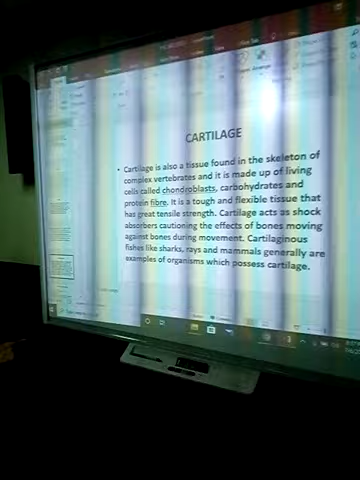 CARTILAGE
• Cartilage is also a tissue found in the skeleton of
complex vertebrates and it is made up of living
cells called chondroblasts, carbohydrates and
protein fibre. It is a tough and flexible tissue that
has great tensile strength. Cartilage acts as shock
absorbers cautioning the effects of bones moving
against bones during movement. Cartilaginous
fishes like sharks, rays and mammals generally are
examples of organisms which possess cartilage.